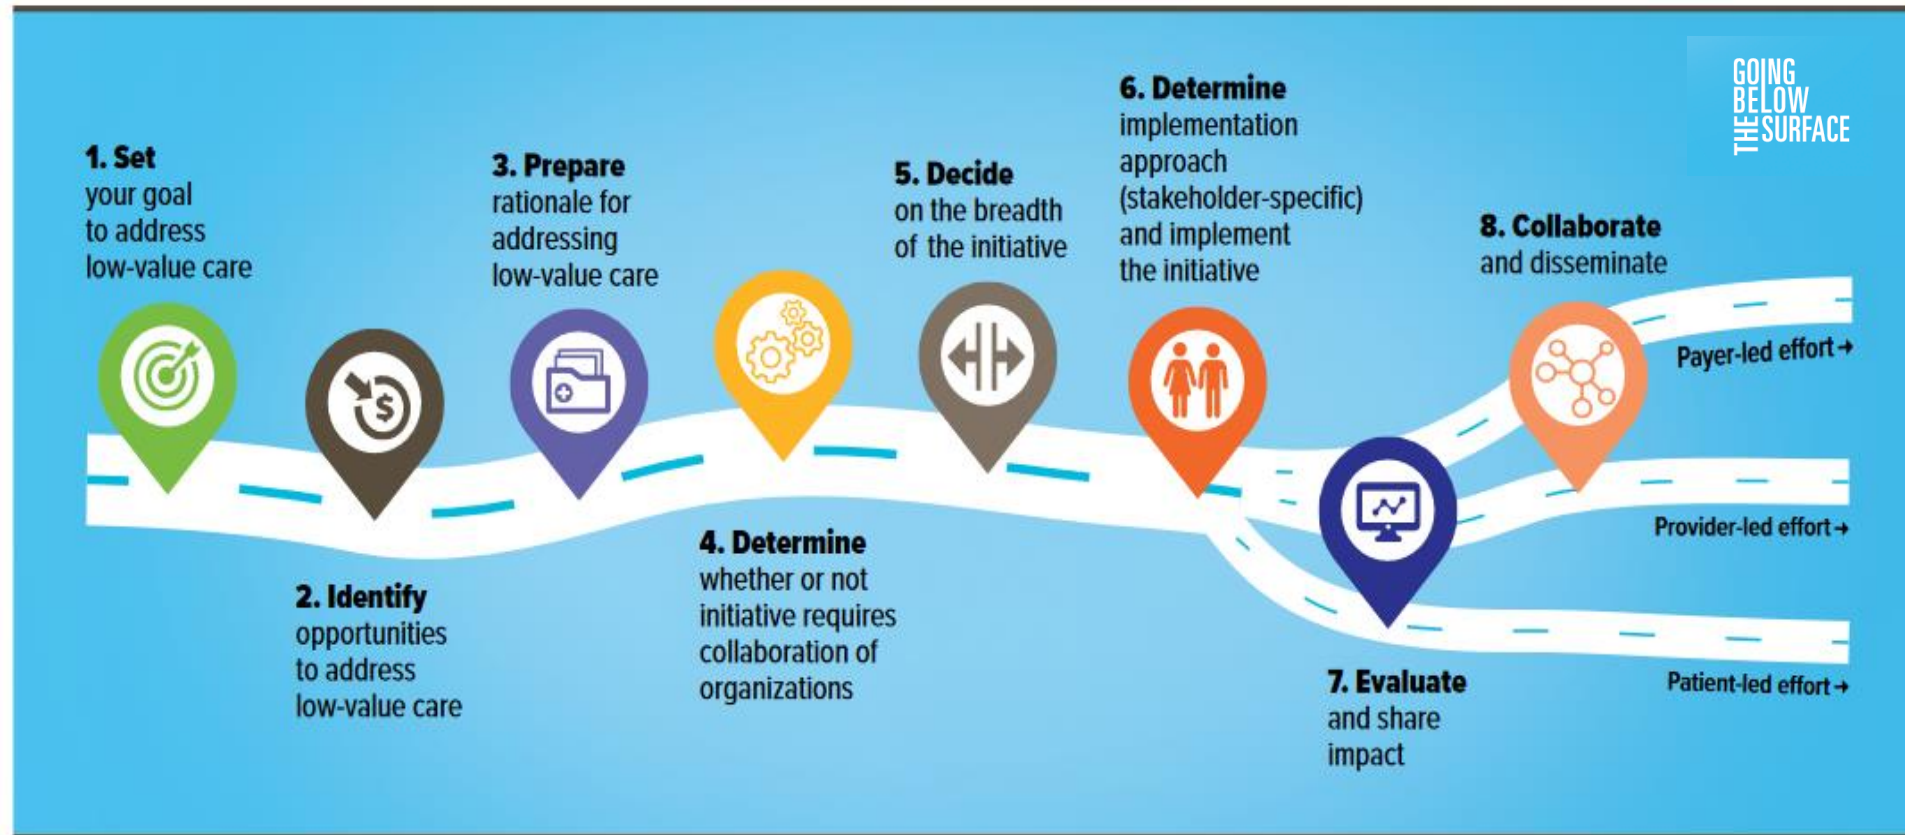 GOING
BELOW
THE SURFACE
1. Set
your goal
to address
low-value care
2. Identify
opportunities
to address
low-value care
3. Prepare
rationale for
addressing
low-value care
4. Determine
whether or not
initiative requires
collaboration of
organizations
5. Decide
on the breadth
of the initiative
6. Determine
implementation
approach
(stakeholder-specific)
and implement
the initiative
7. Evaluate
and share
impact
8. Collaborate
and disseminate
Payer-led effort→
Provider-led effort→
Patient-led effort→
$